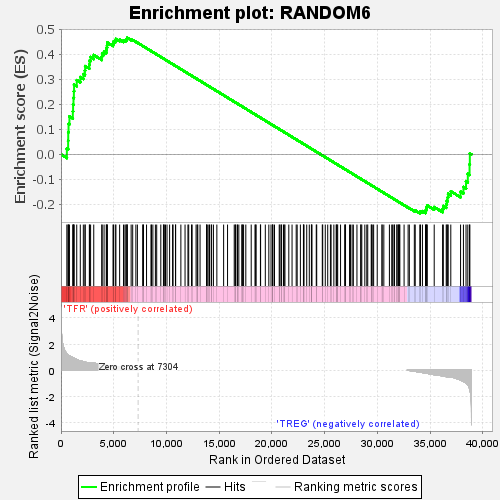 Enrichment plot: RANDOM6
Enrichment score (ES)
0.5
0.4
0.3
0.2
0.1
0.0
-0.1
-0.2
'TFR' (positively correlated)
Zero cross at 7304
'TREG' (negatively correlated)
Ranked list metric (Signal2Noise)
4
2
0
-2
-4
0
5,000
10,000
15,000
20,000
25,000
30,000
35,000
40,000
Rank in Ordered Dataset
Enrichment profile
Hits
Ranking metric scores